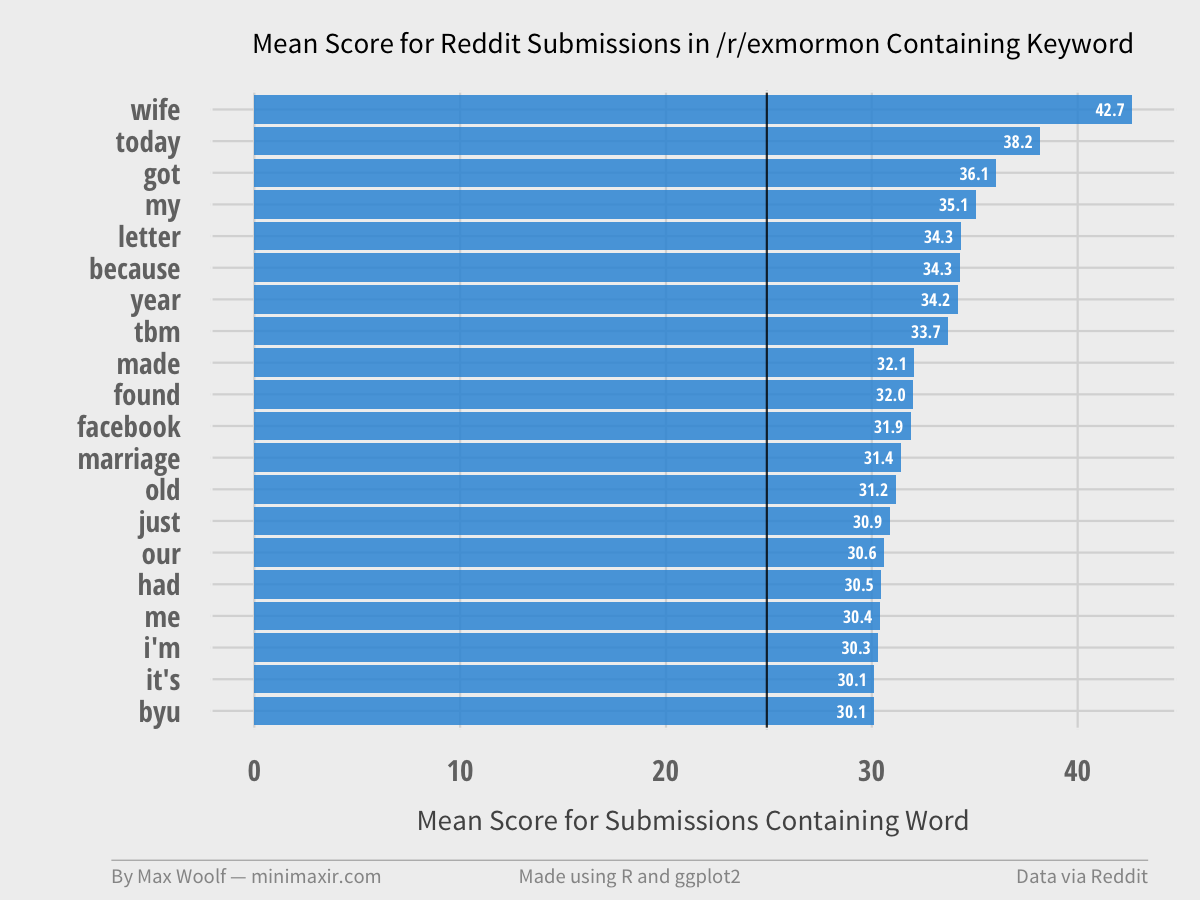 Mean Score for Reddit Submissions in /r/exmormon Containing Keyword
wife 42.7
today 38.2
got 36.1
my 35.1
letter 34.3
because 34.3
year 34.2
tbm 33.7
made 32.1
found 32.0
facebook 31.9
marriage 31.4
old 31.2
just 30.9
our 30.6
had 30.5
me 30.4
i'm 30.3
it's 30.1
byu 30.1
0 10 20 30 40
Mean Score for Submissions Containing Word
By Max Woolf — minimaxir.com Made using R and ggplot2 Data via Reddit